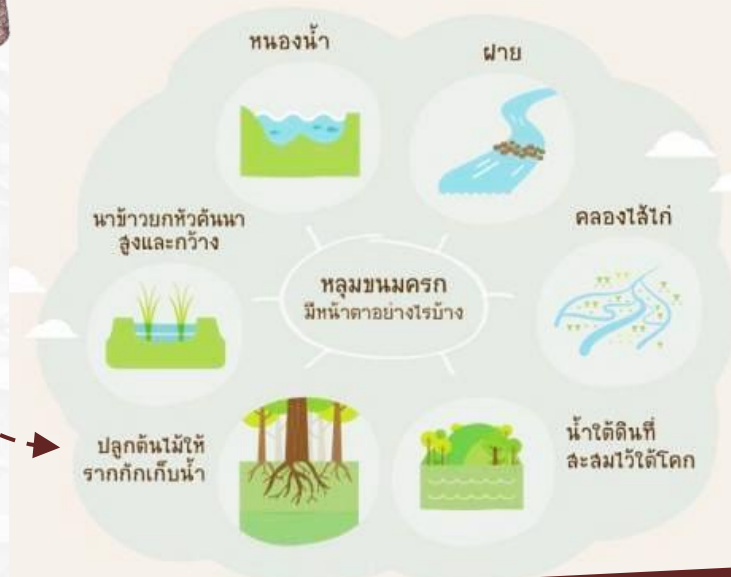 หนองน้ำ
ฝาย
นาข้าวยกหัวคันนา
สูงและกว้าง
คลองไส้ไก่
หลุมขนมครก
มีหน้าตาอย่างไรบ้าง
ปลูกต้นไม้ให้
รากกักเก็บน้ำ
น้ำใต้ดินที่
สะสมไว้ใต้โคก